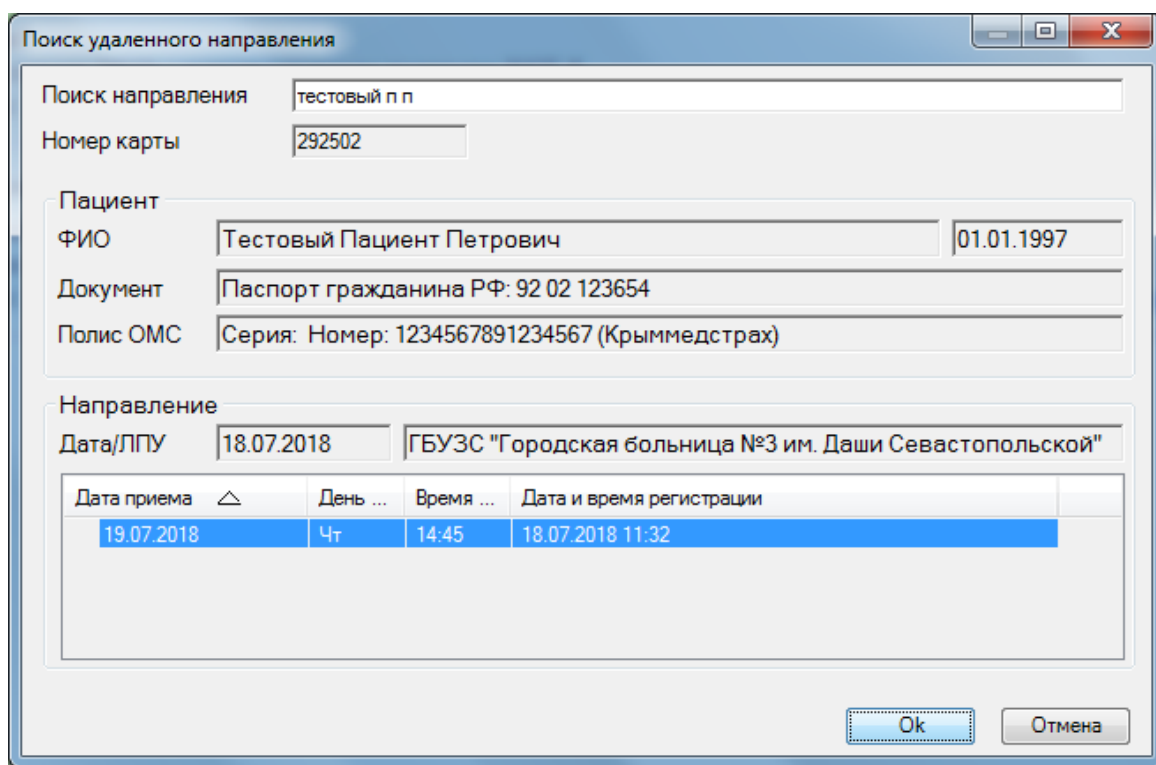 Поиск удаленного направления
Поиск направления тестовый п п
Номер карты 292502
Пациент
ФИО Тестовый Пациент Петрович 01.01.1997
Документ Паспорт гражданина РФ: 92 02 123654
Полис ОМС Серия: Номер: 1234567891234567 (Крыммедстрах)
Направление
Дата/ЛПУ 18.07.2018 ГБУЗС "Городская больница №3 им. Даши Севастопольской"
Дата приема День ... Время ... Дата и время регистрации
19.07.2018 Чт 14:45 18.07.2018 11:32
Ok Отмена